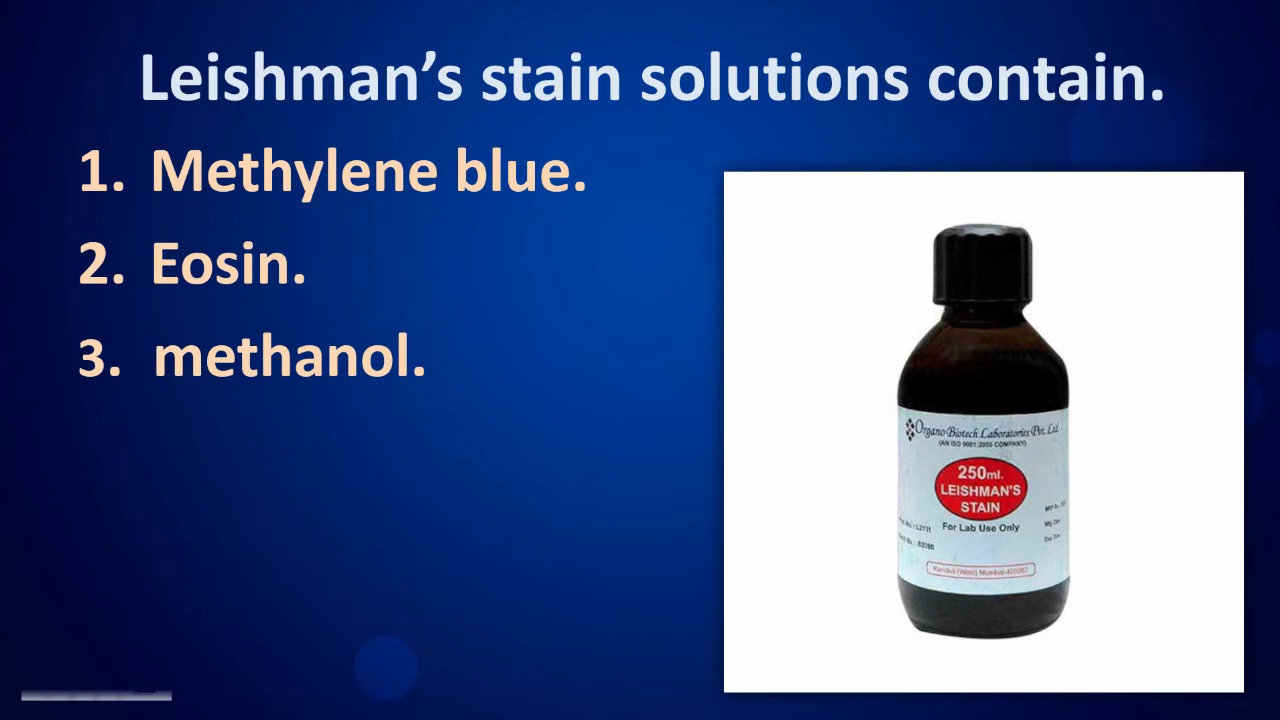 Leishman’s stain solutions contain.
1. Methylene blue.
2. Eosin.
3. methanol.
Organo Biotech Laboratories Pvt. Ltd.
(AN ISO 9001:2000 COMPANY)
250ml.
LEISHMAN'S
STAIN
For Lab Use Only
Kandivli (West) Mumbai-400067